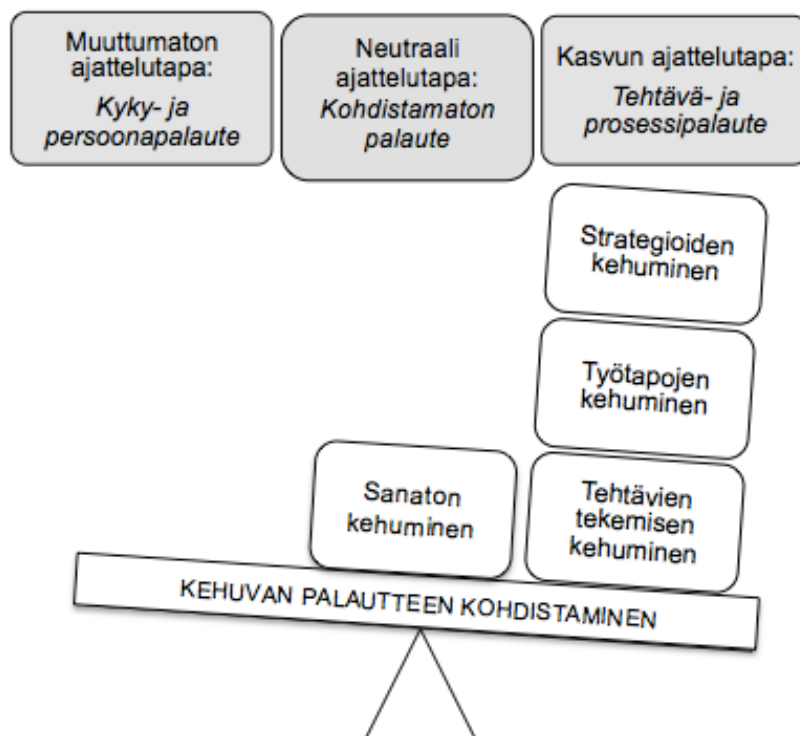 Muuttumaton
ajattelutapa:
Kyky- ja
persoonapalaute
Neutraali
ajattelutapa:
Kohdistamaton
palaute
Kasvun ajattelutapa:
Tehtävä- ja
prosessipalaute
Strategioiden
kehuminen
Työtapojen
kehuminen
Sanaton
kehuminen
Tehtävien
tekemisen
kehuminen
KEHUVAN PALAUTTEEN KOHDISTAMINEN